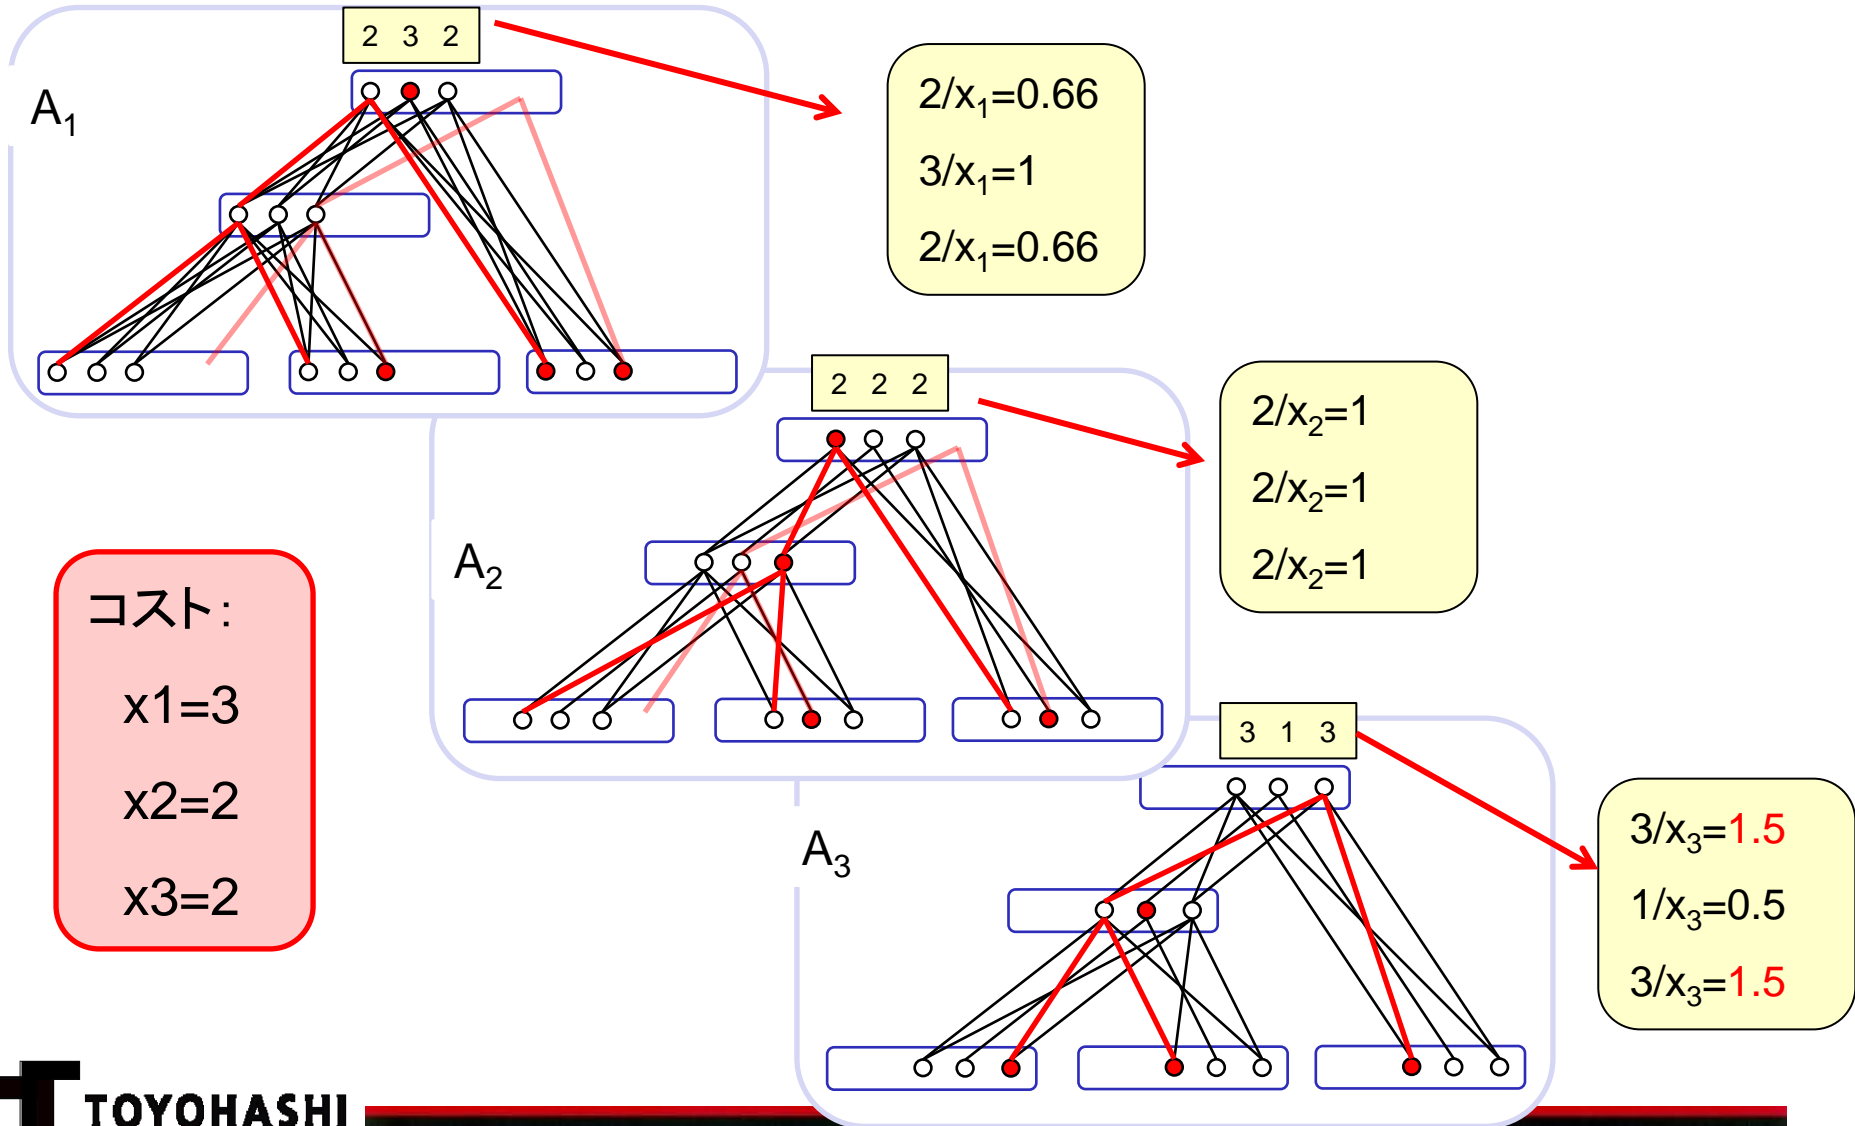 2 3 2
A₁
2/x₁=0.66
3/x₁=1
2/x₁=0.66
2 2 2
A₂
2/x₂=1
2/x₂=1
2/x₂=1
コスト:
x1=3
x2=2
x3=2
3 1 3
A₃
3/x₃=1.5
1/x₃=0.5
3/x₃=1.5
TOYOHASHI